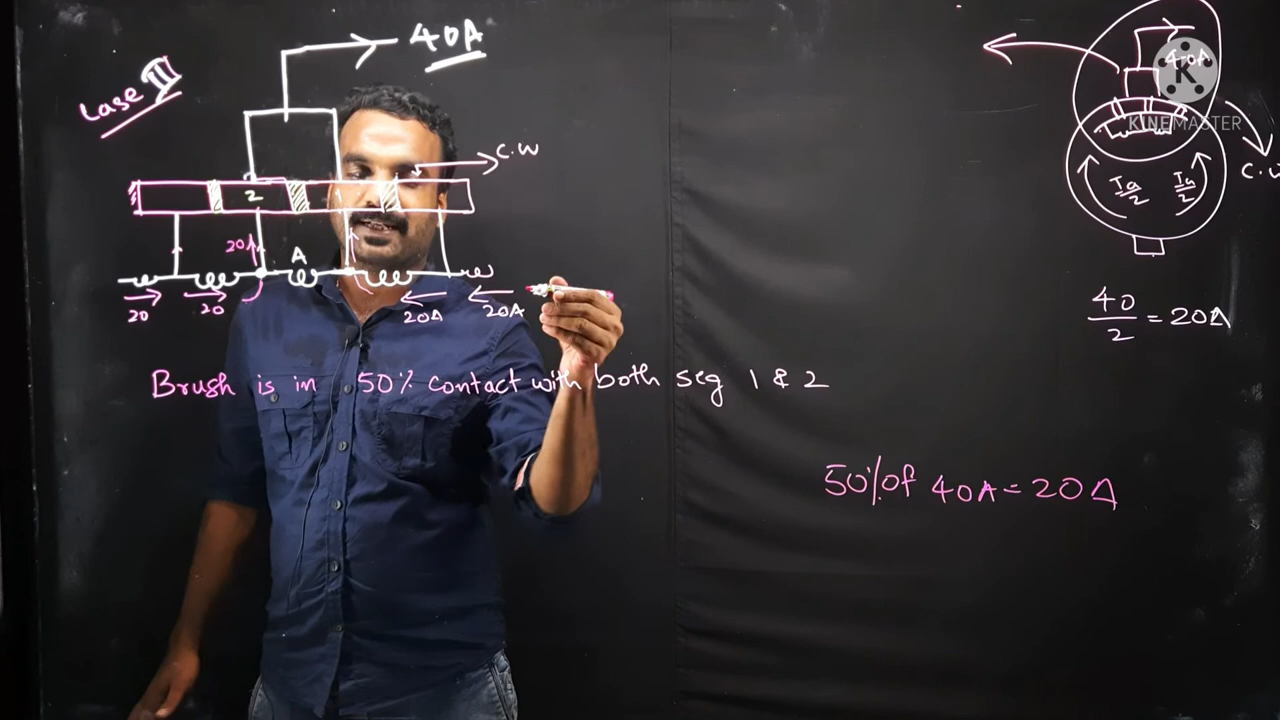 Case III
40A
C.W
2
1
20A
A
20
20
20A
20A
Brush is in 50% contact with both seg 1 & 2
40A
KINEMASTER
K
C.W
Ia/2
Ia/2
40/2 = 20A
50% of 40A = 20A